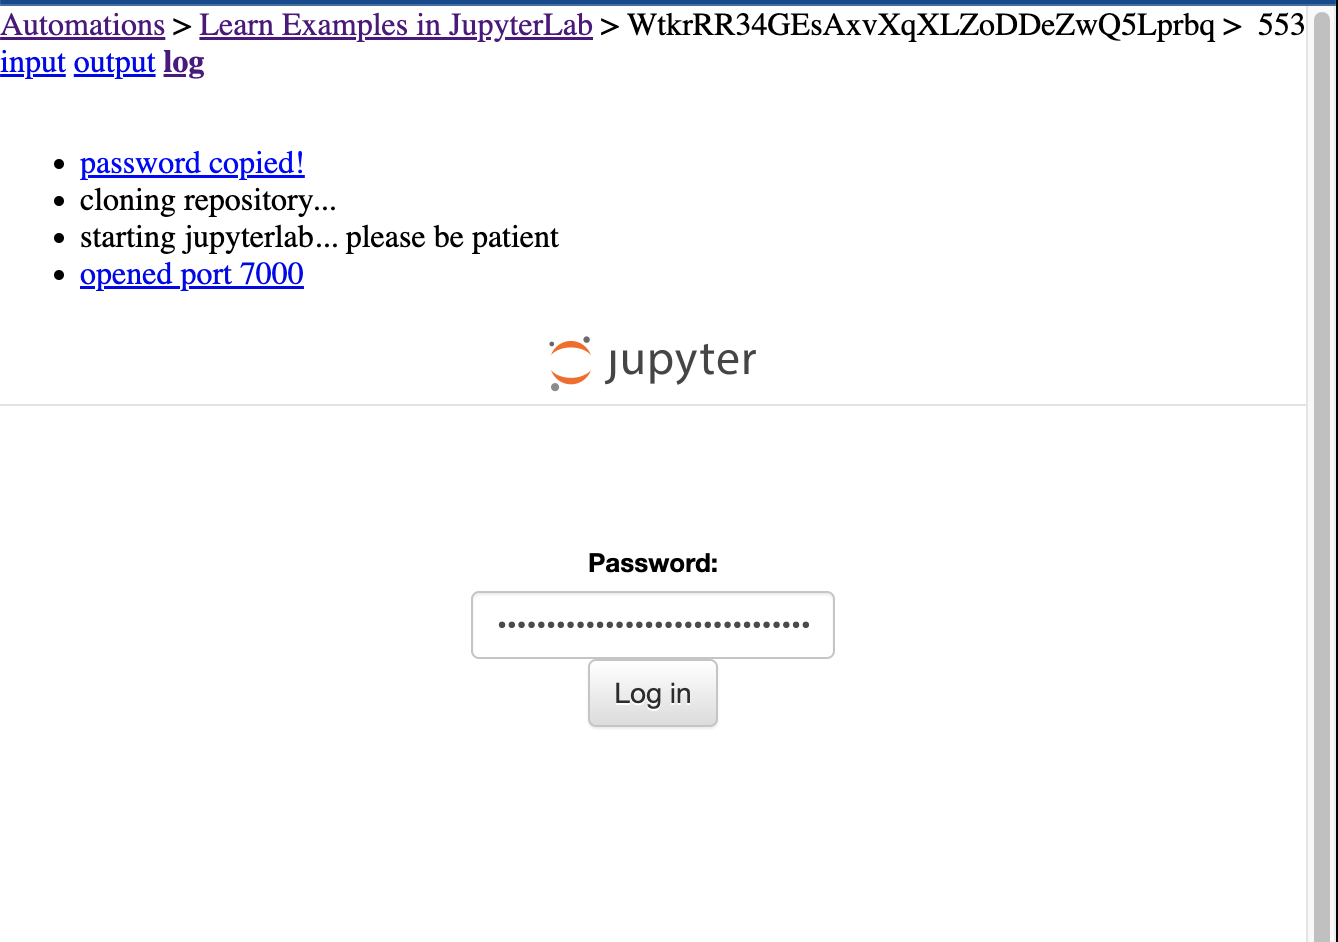 Automations > Learn Examples in JupyterLab > WtkrRR34GEsAxvXqXLZoDDeZwQ5Lprbq > 553
input output log
password copied!
cloning repository...
starting jupyterlab... please be patient
opened port 7000
jupyter
Password:
••••••••••••••••••••••••••••••••
Log in